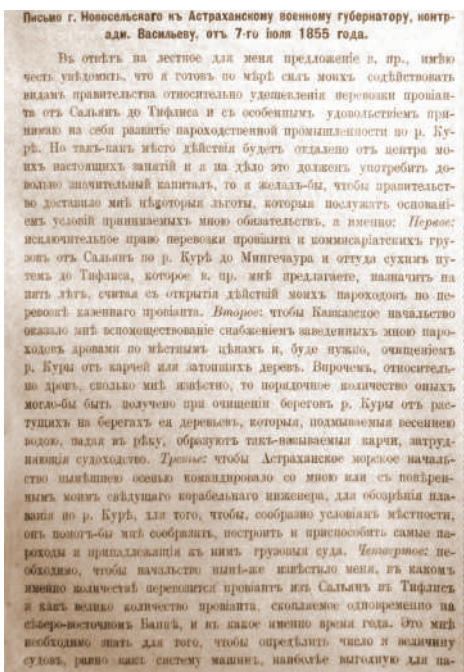 Письмо г. Новосельскаго къ Астраханскому военному губернатору, контр-
адм. Васильеву, отъ 7-го іюля 1855 года.
Въ отвѣтъ на лестное для меня предложеніе в. пр., имѣю
честь увѣдомить, что я готовъ по мѣрѣ силъ моихъ содѣйствовать
видамъ правительства относительно удешевленія перевозки провіан-
та отъ Сальянъ до Тифлиса и съ особеннымъ удовольствіемъ при-
нимаю на себя развитіе пароходственной промышленности по р. Ку-
рѣ. Но такъ-какъ мѣсто дѣйствія будетъ отдалено отъ центра мо-
ихъ настоящихъ занятій и я на дѣло это долженъ употребить до-
вольно значительный капиталъ, то я желалъ-бы, чтобы правительст-
во доставило мнѣ нѣкоторыя льготы, которыя послужатъ основані-
емъ условій принимаемыхъ мною обязательствъ, а именно: Первое:
исключительное право перевозки провіанта и коммисаріатскихъ гру-
зовъ отъ Сальянъ по р. Курѣ до Мингечаура и оттуда сухимъ пу-
темъ до Тифлиса, которое в. пр. мнѣ предлагаете, назначить на
пять лѣтъ, считая съ открытія дѣйствій моихъ пароходовъ по пе-
ревозкѣ казеннаго провіанта. Второе: чтобы Кавказское начальство
оказало мнѣ вспомоществованіе снабженіемъ заведенныхъ мною паро-
ходовъ дровами по мѣстнымъ цѣнамъ и, буде нужно, очищеніемъ
р. Куры отъ карчей или затонувшихъ деревъ. Впрочемъ, относитель-
но дровъ, сколько мнѣ извѣстно, то порядочное количество оныхъ
могло-бы быть получено при очищеніи береговъ р. Куры отъ рас-
тущихъ на берегахъ ея деревьевъ, которыя, подмываемыя весеннею
водою, падая въ рѣку, образуютъ такъ-называемыя карчи, затруд-
няющія судоходство. Третье: чтобы Астраханское морское началь-
ство нынѣшнею осенью командировало со мною или съ повѣрен-
нымъ моимъ свѣдущаго корабельнаго инженера, для обозрѣнія пла-
ванія по р. Курѣ, для того, чтобы, сообразно условіямъ мѣстности,
онъ помогъ-бы мнѣ сообразить, построить и приспособить самые па-
роходы и принадлежащія къ нимъ грузовыя суда. Четвертое: не-
обходимо, чтобы начальство нынѣ-же извѣстило меня, въ какомъ
именно количествѣ перевозится провіантъ изъ Сальянъ въ Тифлисъ
и какъ велико количество провіанта, скопляемое одновременно на
сѣверо-восточномъ Банкѣ, и въ какое именно время года. Это мнѣ
необходимо знать для того, чтобы опредѣлить число и величину
судовъ, равно какъ систему машинъ, наиболѣе выгодную для па-